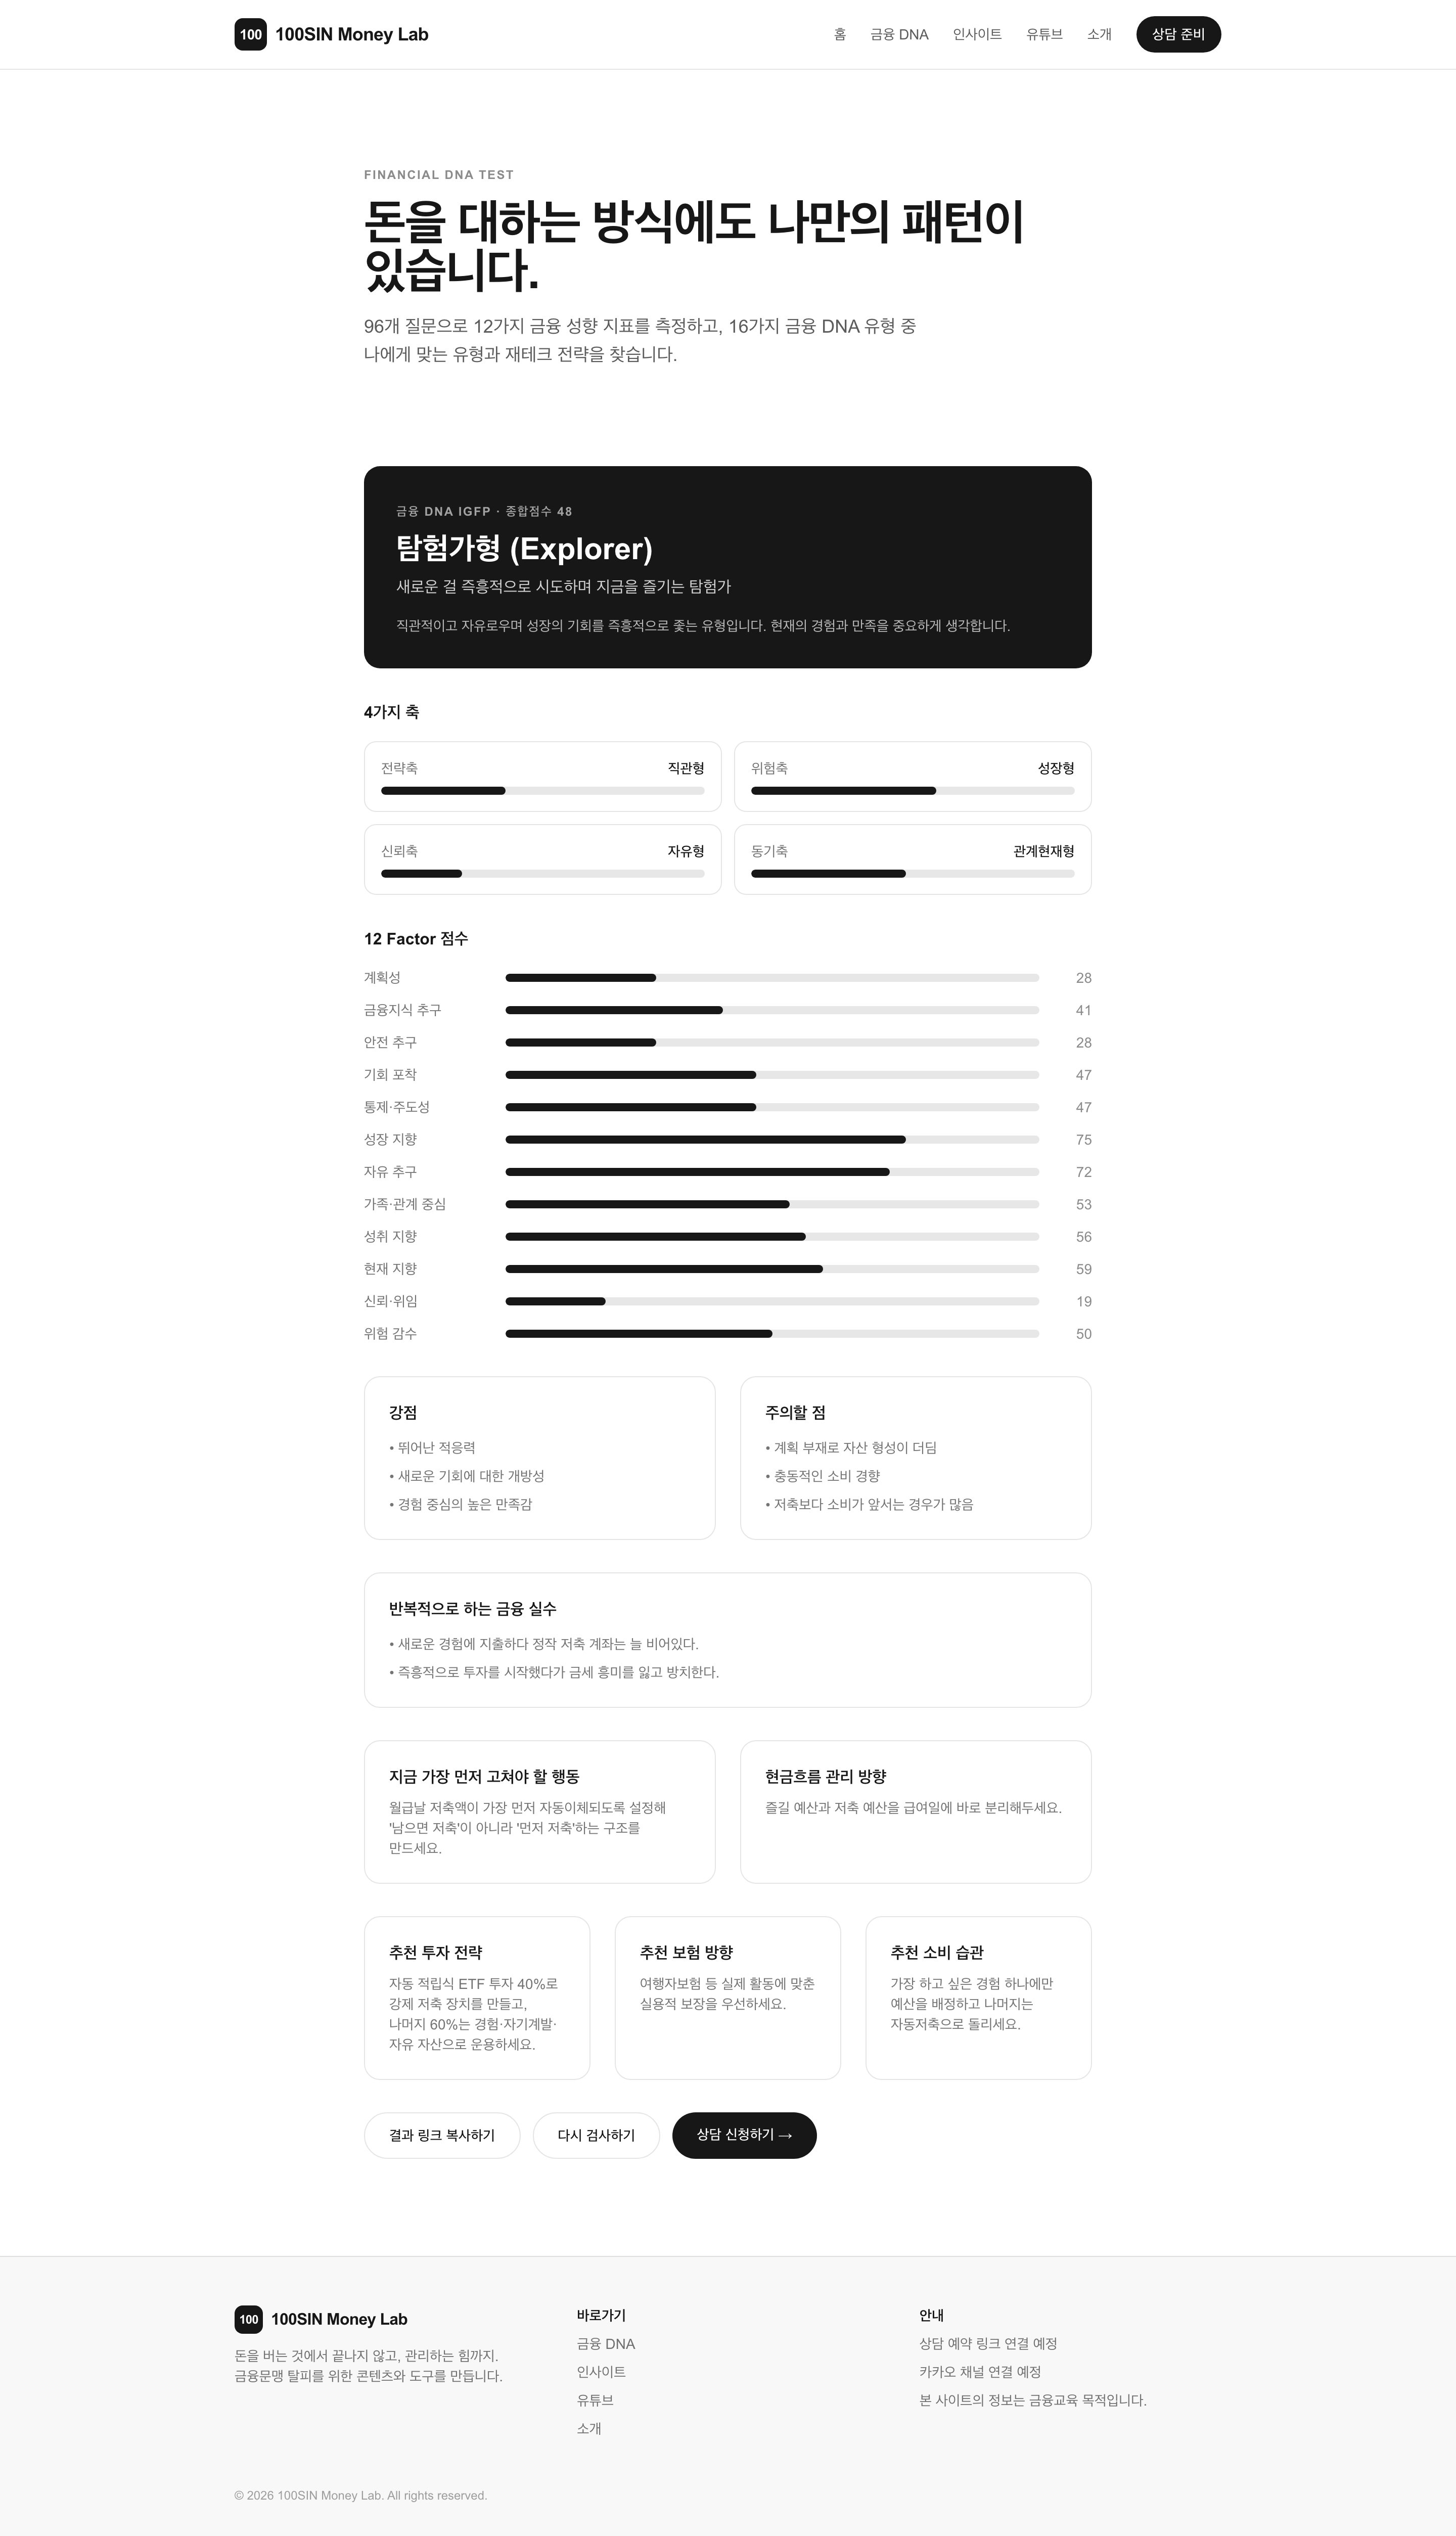 100 100SIN Money Lab
홈 금융 DNA 인사이트 유튜브 소개 상담 준비
FINANCIAL DNA TEST
돈을 대하는 방식에도 나만의 패턴이
있습니다.
96개 질문으로 12가지 금융 성향 지표를 측정하고, 16가지 금융 DNA 유형 중
나에게 맞는 유형과 재테크 전략을 찾습니다.
금융 DNA IGFP · 종합점수 48
탐험가형 (Explorer)
새로운 걸 즉흥적으로 시도하며 지금을 즐기는 탐험가
직관적이고 자유로우며 성장의 기회를 즉흥적으로 좇는 유형입니다. 현재의 경험과 만족을 중요하게 생각합니다.
4가지 축
전략축 직관형
위험축 성장형
신뢰축 자유형
동기축 관계현재형
12 Factor 점수
계획성 28
금융지식 추구 41
안전 추구 28
기회 포착 47
통제·주도성 47
성장 지향 75
자유 추구 72
가족·관계 중심 53
성취 지향 56
현재 지향 59
신뢰·위임 19
위험 감수 50
강점
• 뛰어난 적응력
• 새로운 기회에 대한 개방성
• 경험 중심의 높은 만족감
주의할 점
• 계획 부재로 자산 형성이 더딤
• 충동적인 소비 경향
• 저축보다 소비가 앞서는 경우가 많음
반복적으로 하는 금융 실수
• 새로운 경험에 지출하다 정작 저축 계좌는 늘 비어있다.
• 즉흥적으로 투자를 시작했다가 금세 흥미를 잃고 방치한다.
지금 가장 먼저 고쳐야 할 행동
월급날 저축액이 가장 먼저 자동이체되도록 설정해
'남으면 저축'이 아니라 '먼저 저축'하는 구조를
만드세요.
현금흐름 관리 방향
즐길 예산과 저축 예산을 급여일에 바로 분리해두세요.
추천 투자 전략
자동 적립식 ETF 투자 40%로
강제 저축 장치를 만들고,
나머지 60%는 경험·자기계발·
자유 자산으로 운용하세요.
추천 보험 방향
여행자보험 등 실제 활동에 맞춘
실용적 보장을 우선하세요.
추천 소비 습관
가장 하고 싶은 경험 하나에만
예산을 배정하고 나머지는
자동저축으로 돌리세요.
결과 링크 복사하기 다시 검사하기 상담 신청하기 →
100 100SIN Money Lab
돈을 버는 것에서 끝나지 않고, 관리하는 힘까지.
금융문맹 탈피를 위한 콘텐츠와 도구를 만듭니다.
바로가기
금융 DNA
인사이트
유튜브
소개
안내
상담 예약 링크 연결 예정
카카오 채널 연결 예정
본 사이트의 정보는 금융교육 목적입니다.
© 2026 100SIN Money Lab. All rights reserved.